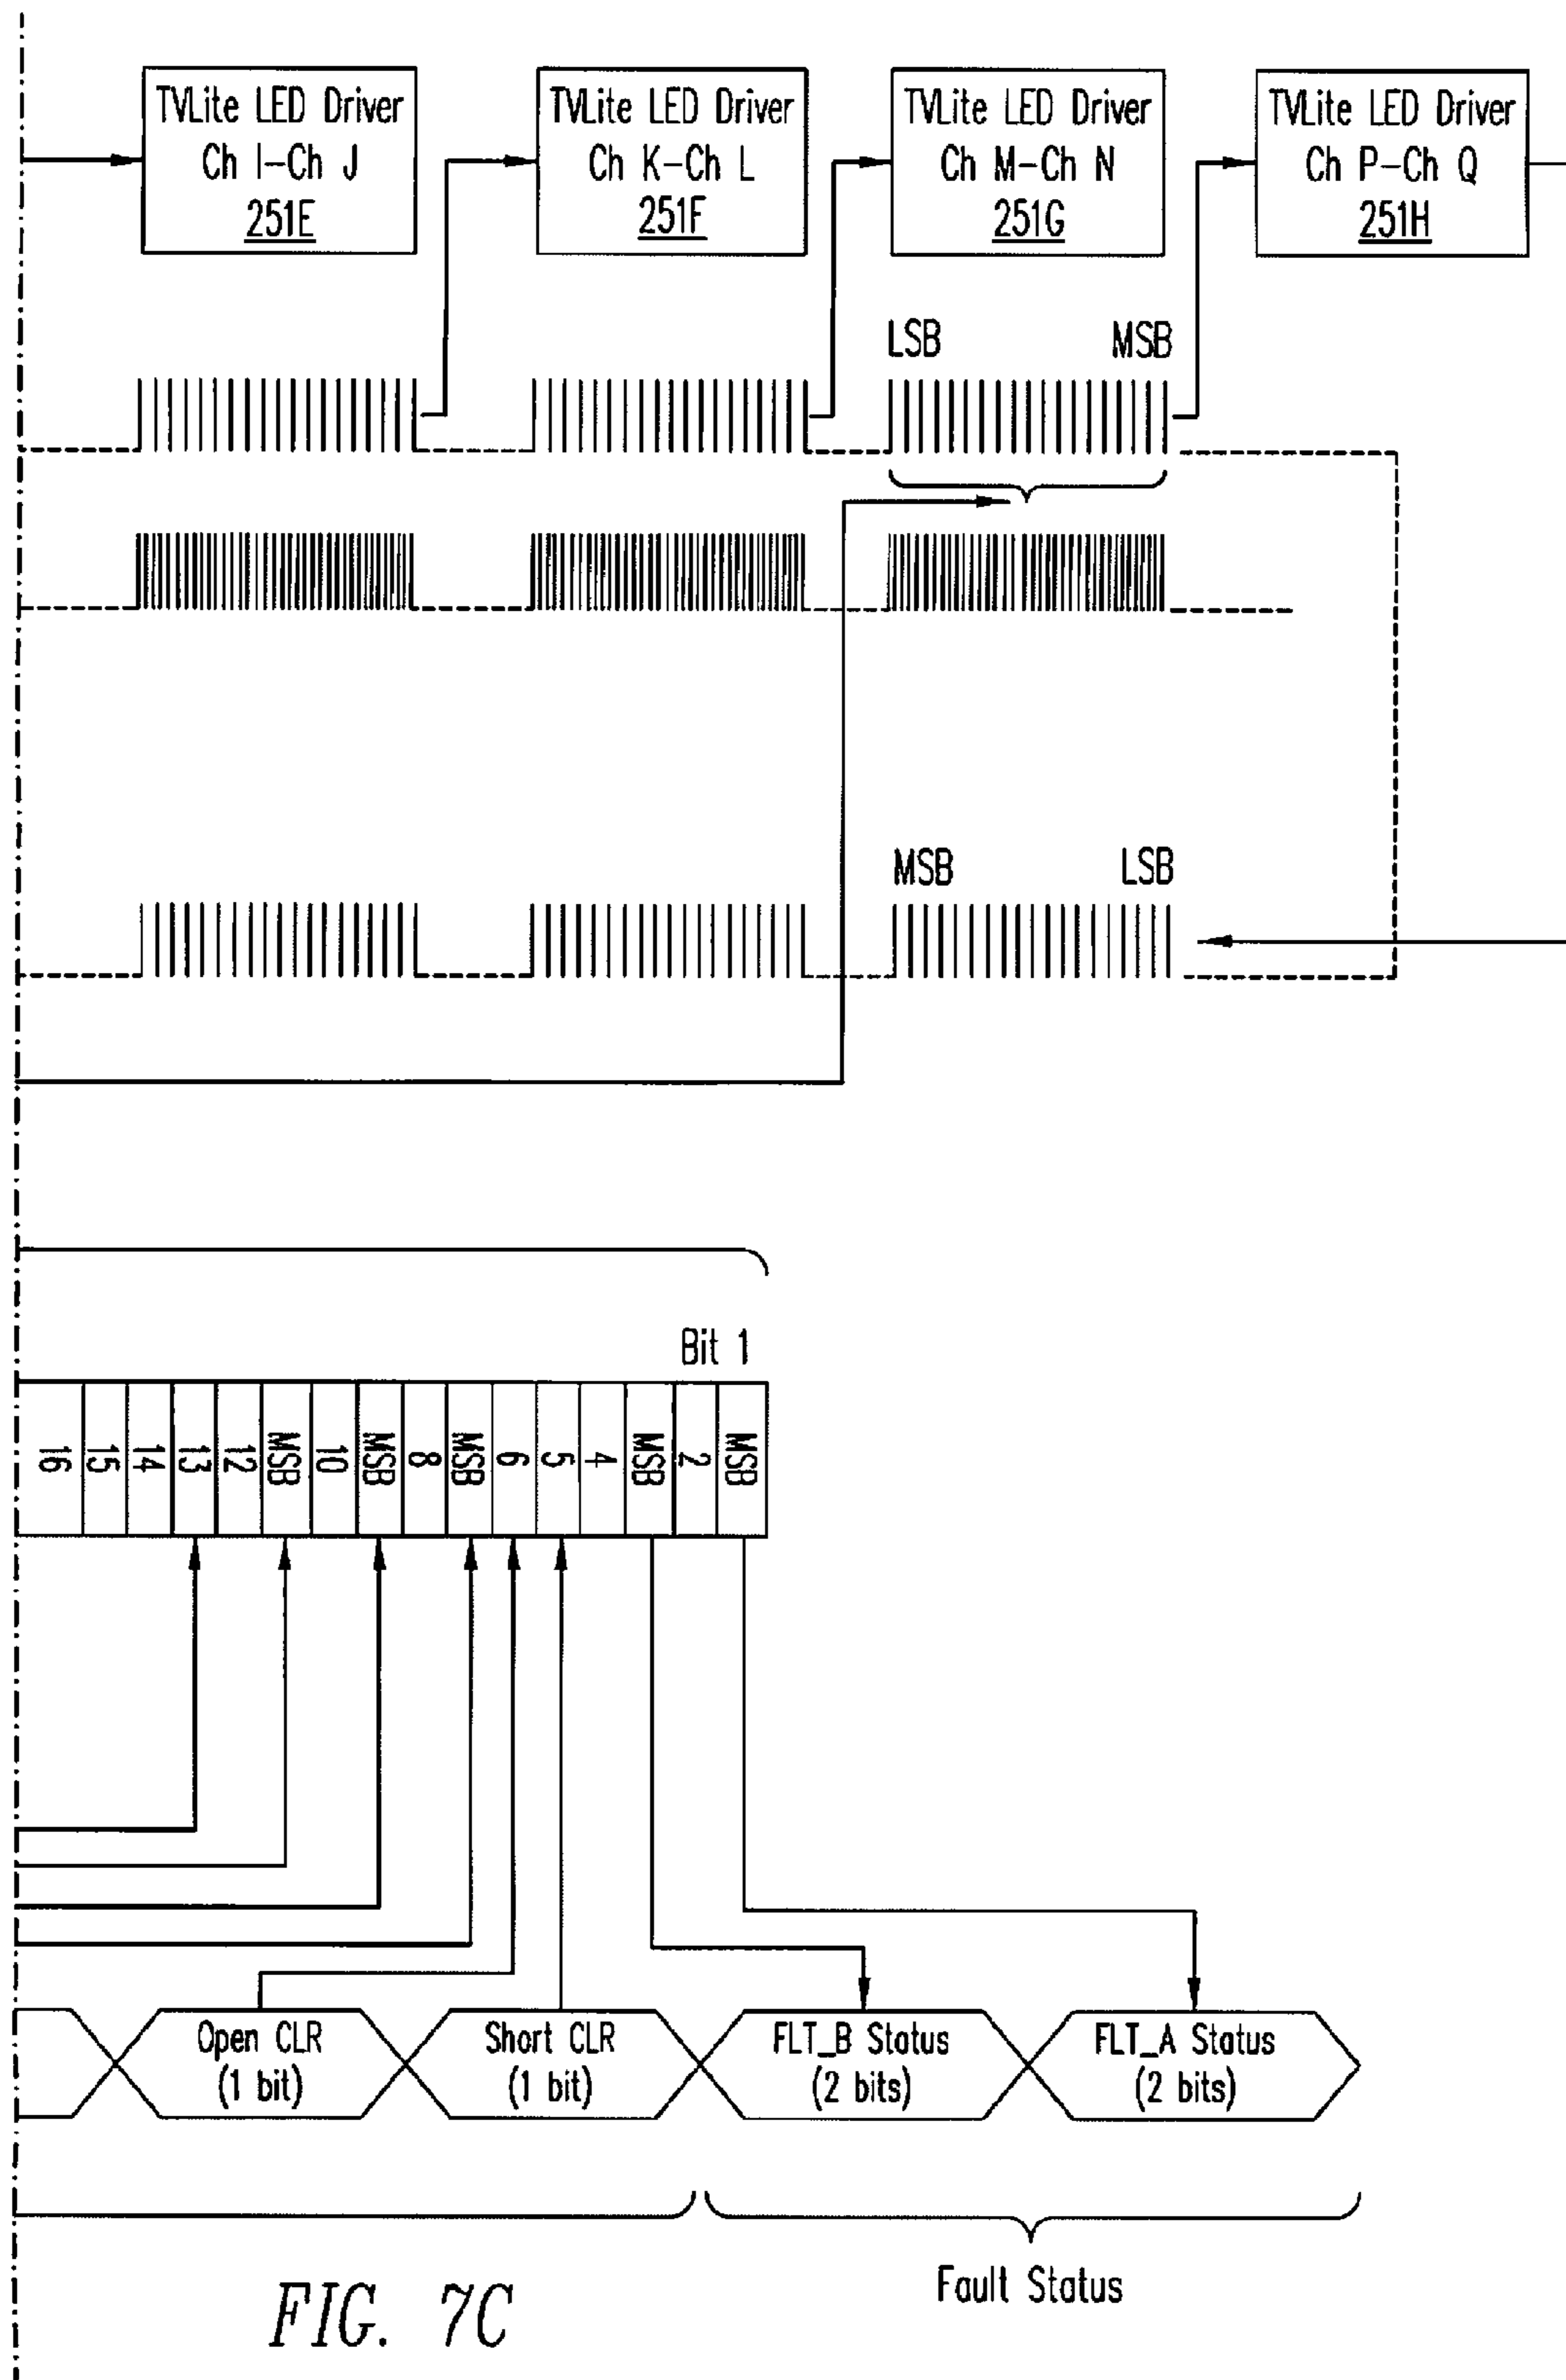 TVLite LED Driver
Ch I-Ch J
251E
TVLite LED Driver
Ch K-Ch L
251F
TVLite LED Driver
Ch M-Ch N
251G
TVLite LED Driver
Ch P-Ch Q
251H
LSB MSB
MSB LSB
Bit 1
16
15
14
13
12
MSB
10
MSB
8
MSB
6
5
4
MSB
2
MSB
Open CLR
(1 bit)
Short CLR
(1 bit)
FLT_B Status
(2 bits)
FLT_A Status
(2 bits)
Fault Status
FIG. 7C